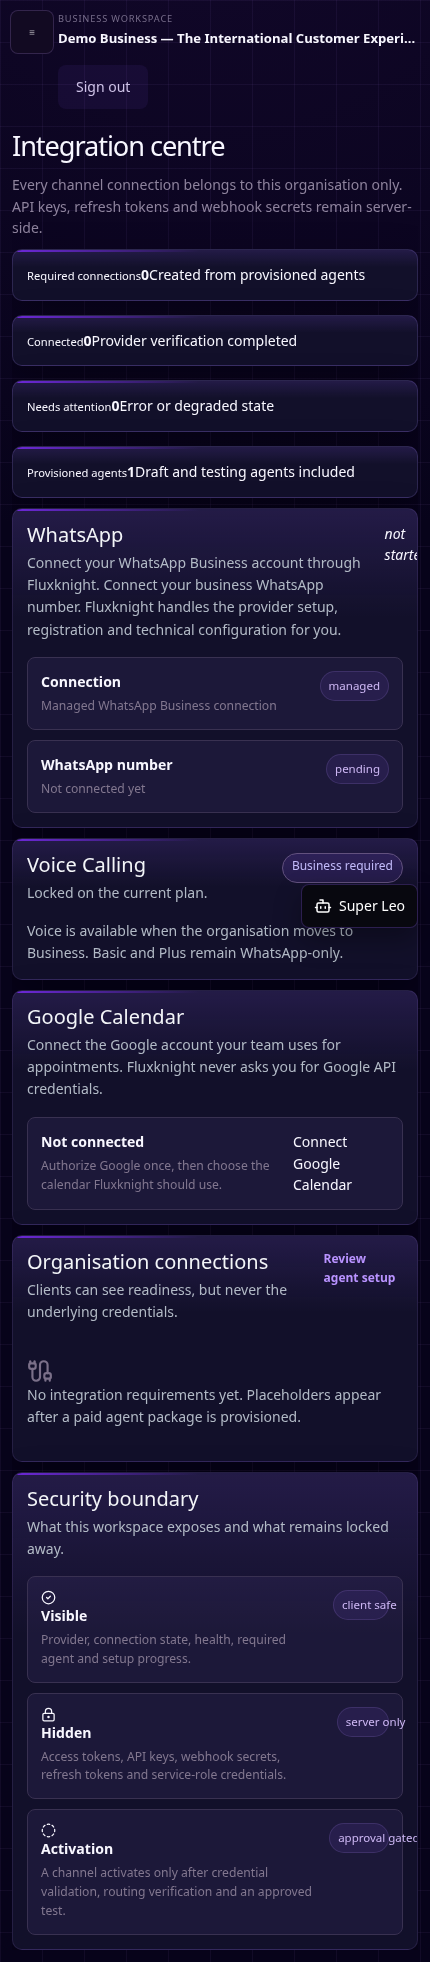 BUSINESS WORKSPACE
Demo Business — The International Customer Experi...
Sign out
Integration centre
Every channel connection belongs to this organisation only.
API keys, refresh tokens and webhook secrets remain server-
side.
Required connections0Created from provisioned agents
Connected0Provider verification completed
Needs attention0Error or degraded state
Provisioned agents1Draft and testing agents included
WhatsApp
not
starte
Connect your WhatsApp Business account through
Fluxknight. Connect your business WhatsApp
number. Fluxknight handles the provider setup,
registration and technical configuration for you.
Connection
managed
Managed WhatsApp Business connection
WhatsApp number
pending
Not connected yet
Voice Calling
Business required
Locked on the current plan.
Super Leo
Voice is available when the organisation moves to
Business. Basic and Plus remain WhatsApp-only.
Google Calendar
Connect the Google account your team uses for
appointments. Fluxknight never asks you for Google API
credentials.
Not connected
Authorize Google once, then choose the
calendar Fluxknight should use.
Connect
Google
Calendar
Organisation connections
Review
agent setup
Clients can see readiness, but never the
underlying credentials.
No integration requirements yet. Placeholders appear
after a paid agent package is provisioned.
Security boundary
What this workspace exposes and what remains locked
away.
Visible
client safe
Provider, connection state, health, required
agent and setup progress.
Hidden
server only
Access tokens, API keys, webhook secrets,
refresh tokens and service-role credentials.
Activation
approval gated
A channel activates only after credential
validation, routing verification and an approved
test.